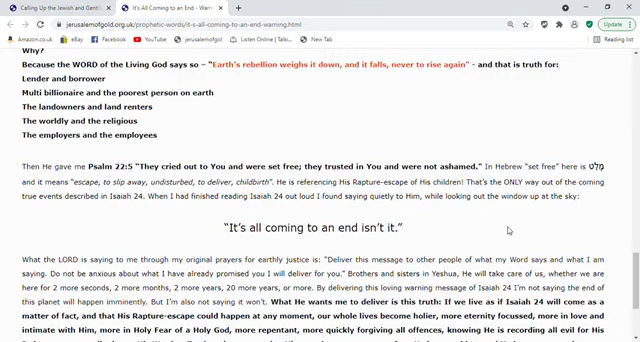 Calling Up the Jewish and Gentil
It's All Coming to an End - Warn
jerusalemofgold.org.uk/prophetic-words/it-s-all-coming-to-an-end-warning.html
Update
Amazon.co.uk
eBay
Facebook
YouTube
jerusalemofgold
Listen Online | Talk...
Reading list
Why?
Because the WORD of the Living God says so – "Earth's rebellion weighs it down, and it falls, never to rise again" - and that is truth for:
Lender and borrower
Multi billionaire and the poorest person on earth
The landowners and land renters
The worldly and the religious
The employers and the employees
Then He gave me Psalm 22:5 "They cried out to You and were set free; they trusted in You and were not ashamed." In Hebrew "set free" here is מָלַט
and it means "escape, to slip away, undisturbed, to deliver, childbirth". He is referencing His Rapture-escape of His children! That's the ONLY way out of the coming
true events described in Isaiah 24. When I had finished reading Isaiah 24 out loud I found saying quietly to Him, while looking out the window up at the sky:
"It's all coming to an end isn't it."
What the LORD is saying to me through my original prayers for earthly justice is: "Deliver this message to other people of what my Word says and what I am
saying. Do not be anxious about what I have already promised you I will deliver for you." Brothers and sisters in Yeshua, He will take care of us, whether we are
here for 2 more seconds, 2 more months, 2 more years, 20 more years, or more. By delivering this loving warning message of Isaiah 24 I'm not saying the end of
this planet will happen imminently. But I'm also not saying it won't. What He wants me to deliver is this truth: If we live as if Isaiah 24 will come as a
matter of fact, and that His Rapture-escape could happen at any moment, our whole lives become holier, more eternity focussed, more in love and
intimate with Him, more in Holy Fear of a Holy God, more repentant, more quickly forgiving all offences, knowing He is recording all evil for His